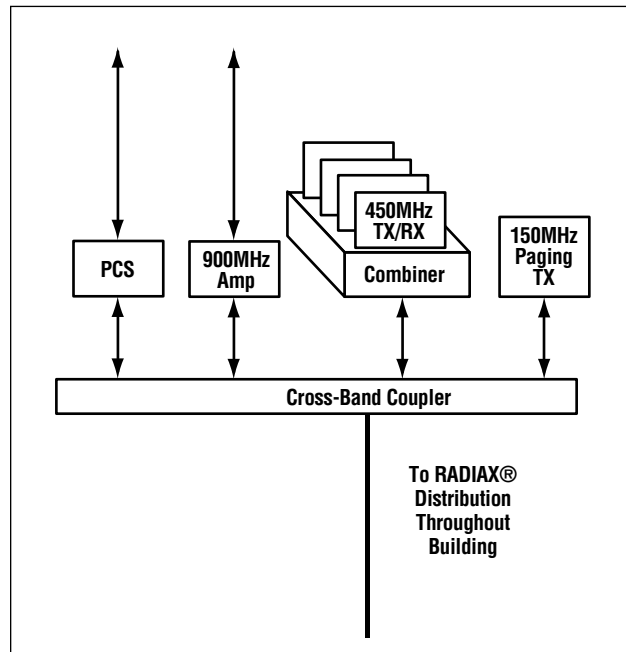 PCS
900MHz
Amp
450MHz
TX/RX
Combiner
150MHz
Paging
TX
Cross-Band Coupler
To RADIAX®
Distribution
Throughout
Building